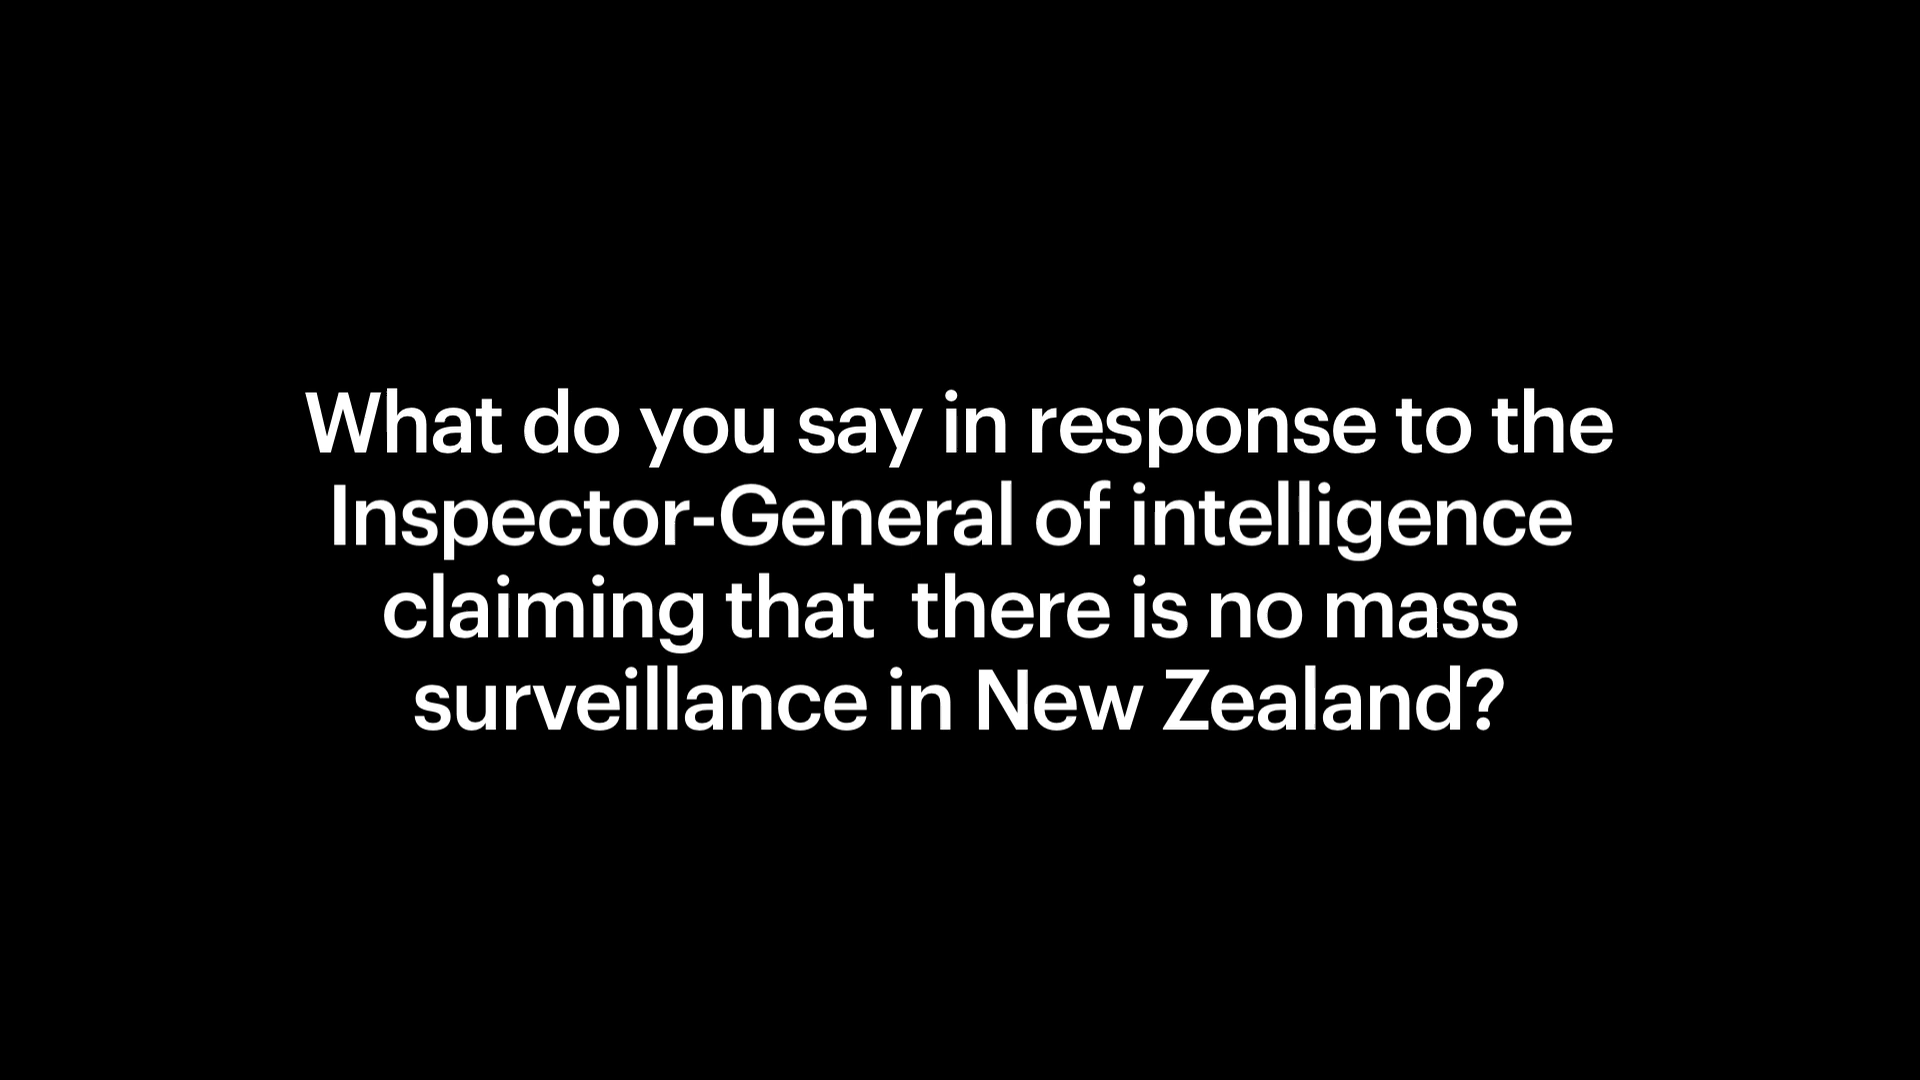 What do you say in response to the
Inspector-General of intelligence
claiming that  there is no mass
surveillance in New Zealand?